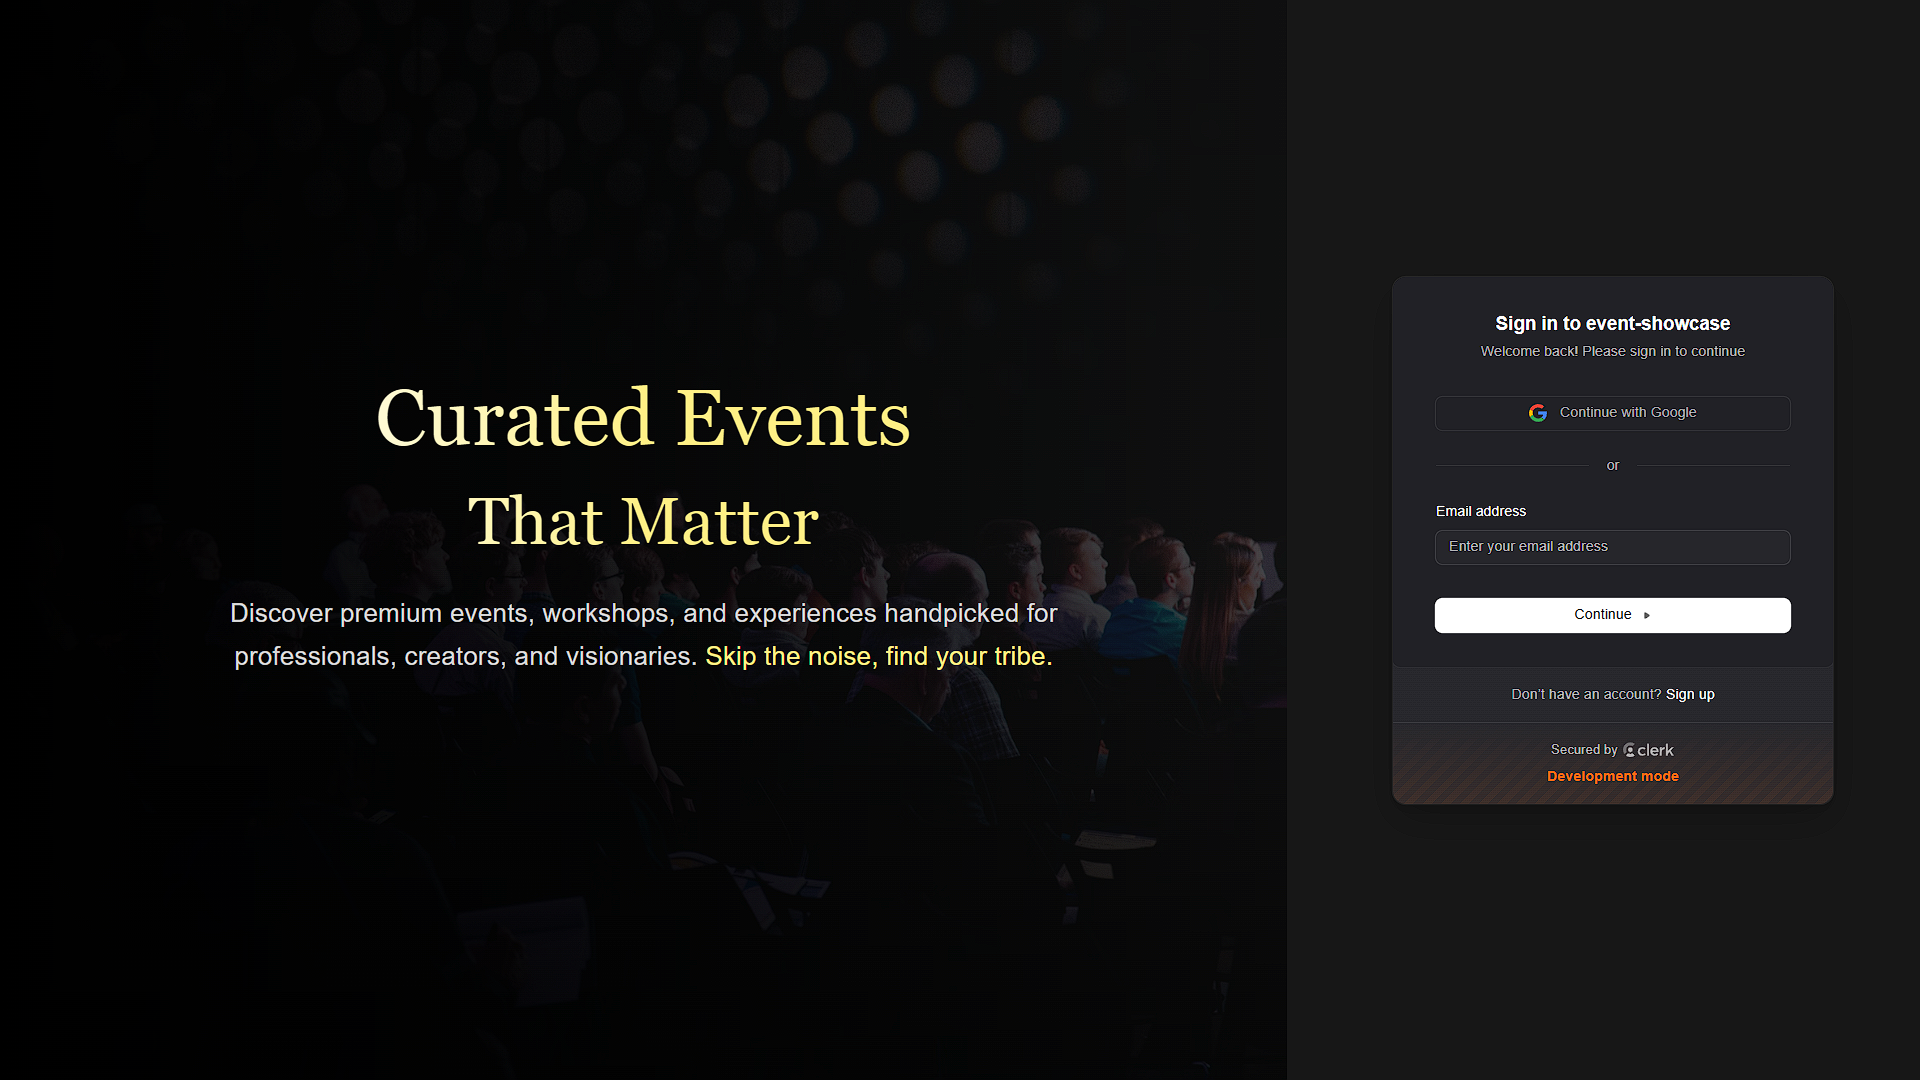 Curated Events
That Matter
Discover premium events, workshops, and experiences handpicked for
professionals, creators, and visionaries. Skip the noise, find your tribe.
Sign in to event-showcase
Welcome back! Please sign in to continue
Continue with Google
or
Email address
Enter your email address
Continue
Don’t have an account? Sign up
Secured by clerk
Development mode